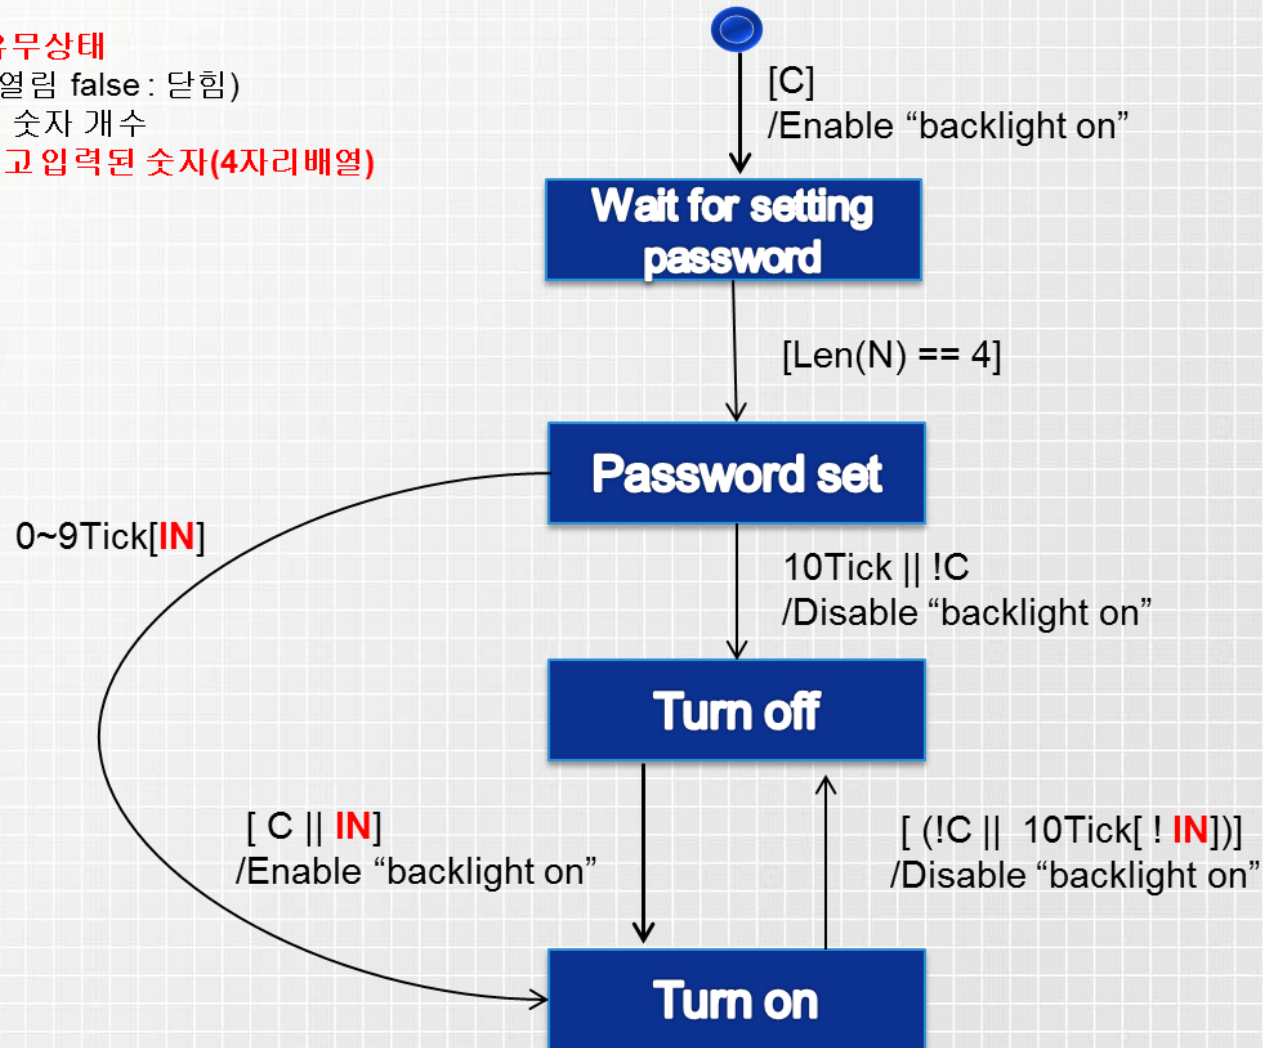 유무상태
열림 false : 닫힘)
숫자 개수
고입력된 숫자(4자리배열)
[C]
/Enable “backlight on”
Wait for setting
password
[Len(N) == 4]
Password set
0~9Tick[IN]
10Tick || !C
/Disable “backlight on”
Turn off
[ C || IN]
/Enable “backlight on”
[ (!C || 10Tick[ ! IN])]
/Disable “backlight on”
Turn on